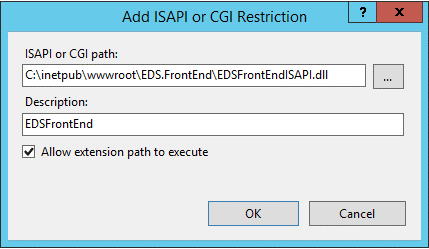 Add ISAPI or CGI Restriction
? x
ISAPI or CGI path:
C:\inetpub\wwwroot\EDS.FrontEnd\EDSFrontEndISAPI.dll
...
Description:
EDSFrontEnd
Allow extension path to execute
OK Cancel